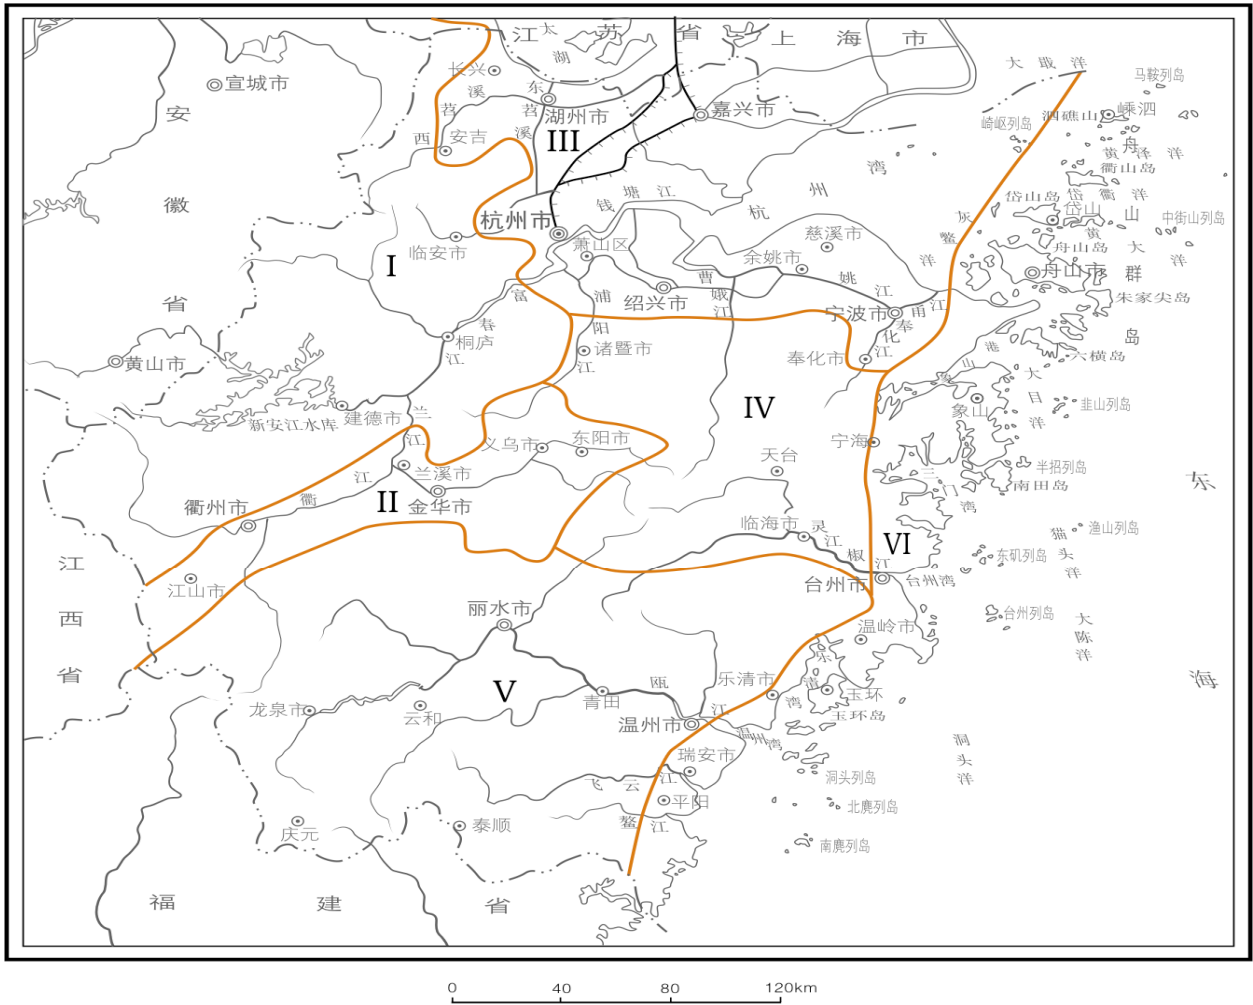 江 苏 省
太
湖
上 海 市
大戢洋
马鞍列岛
长兴
宣城市
东
苕
溪
湖州市
嘉兴市
泗礁山
嵊泗
崎岖列岛
安
徽
省
西
苕
溪
安吉
III
舟
山
群
岛
黄泽洋
衢山岛
湾
州
杭
钱塘江
岱山岛
岱衢洋
岱山
中街山列岛
灰
鳖
洋
黄
大
洋
杭州市
临安市
I
萧山区
慈溪市
余姚市
舟山岛
舟山市
朱家尖岛
富
春
江
浦
阳
江
绍兴市
曹
娥
江
姚
江
宁波市
甬江
奉
化
江
奉化市
六横岛
桐庐
诸暨市
黄山市
象
山
港
大
目
洋
韭山列岛
象山
IV
新安江水库
建德市
兰
江
义乌市
东阳市
宁海
天台
三
门
湾
半招列岛
南田岛
东
海
兰溪市
衢
江
II
金华市
衢州市
临海市
灵
江
椒
江
VI
猫
头
洋
渔山列岛
东矶列岛
台州市
台州湾
江
西
省
江山市
丽水市
温岭市
台州列岛
大
陈
洋
V
乐清市
乐
清
湾
玉环
玉环岛
龙泉市
云和
青田
瓯
江
温州市
温州湾
洞
头
洋
瑞安市
飞云江
洞头列岛
平阳
鳌江
北麂列岛
庆元
泰顺
南麂列岛
福 建 省
0 40 80 120km